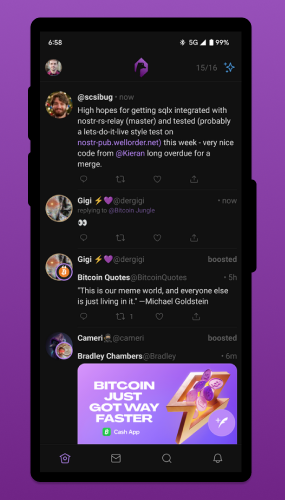 6:58
5G 99%
15/16
@scsibug • now
High hopes for getting sqlx integrated with
nostr-rs-relay (master) and tested (probably
a lets-do-it-live style test on
nostr-pub.wellorder.net) this week - very nice
code from @Kieran long overdue for a
merge.
Gigi ⚡💜@dergigi • now
replying to @Bitcoin Jungle
👀
Gigi ⚡💜@dergigi boosted
Bitcoin Quotes@BitcoinQuotes • 5h
“This is our meme world, and everyone else
is just living in it.” —Michael Goldstein
1
Cameri@cameri boosted
Bradley Chambers@Bradley • 6m
BITCOIN
JUST
GOT WAY
FASTER
Cash App